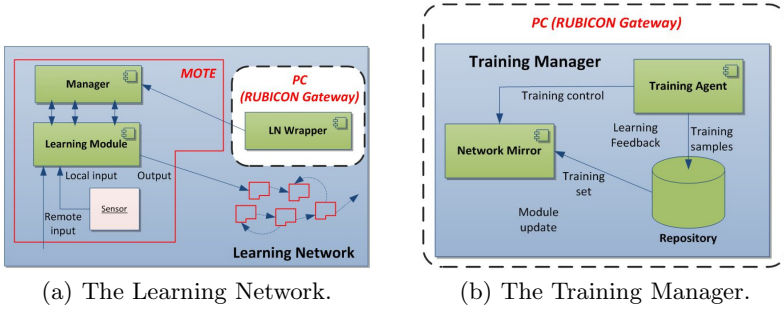 MOTE
Manager
PC
(RUBICON Gateway)
LN Wrapper
Learning Module
Local input
Output
Sensor
Remote
input
Learning Network
(a) The Learning Network.
PC (RUBICON Gateway)
Training Manager
Training Agent
Training control
Learning
Feedback
Training
samples
Network Mirror
Training
set
Module
update
Repository
(b) The Training Manager.